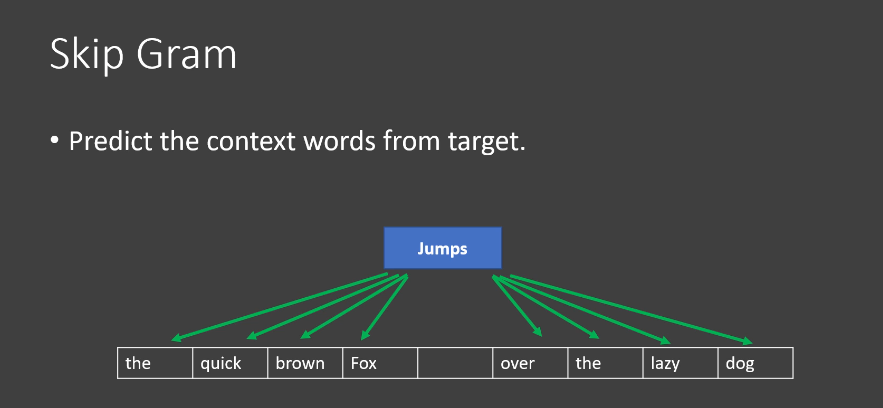 Skip Gram
• Predict the context words from target.
Jumps
the quick brown Fox over the lazy dog